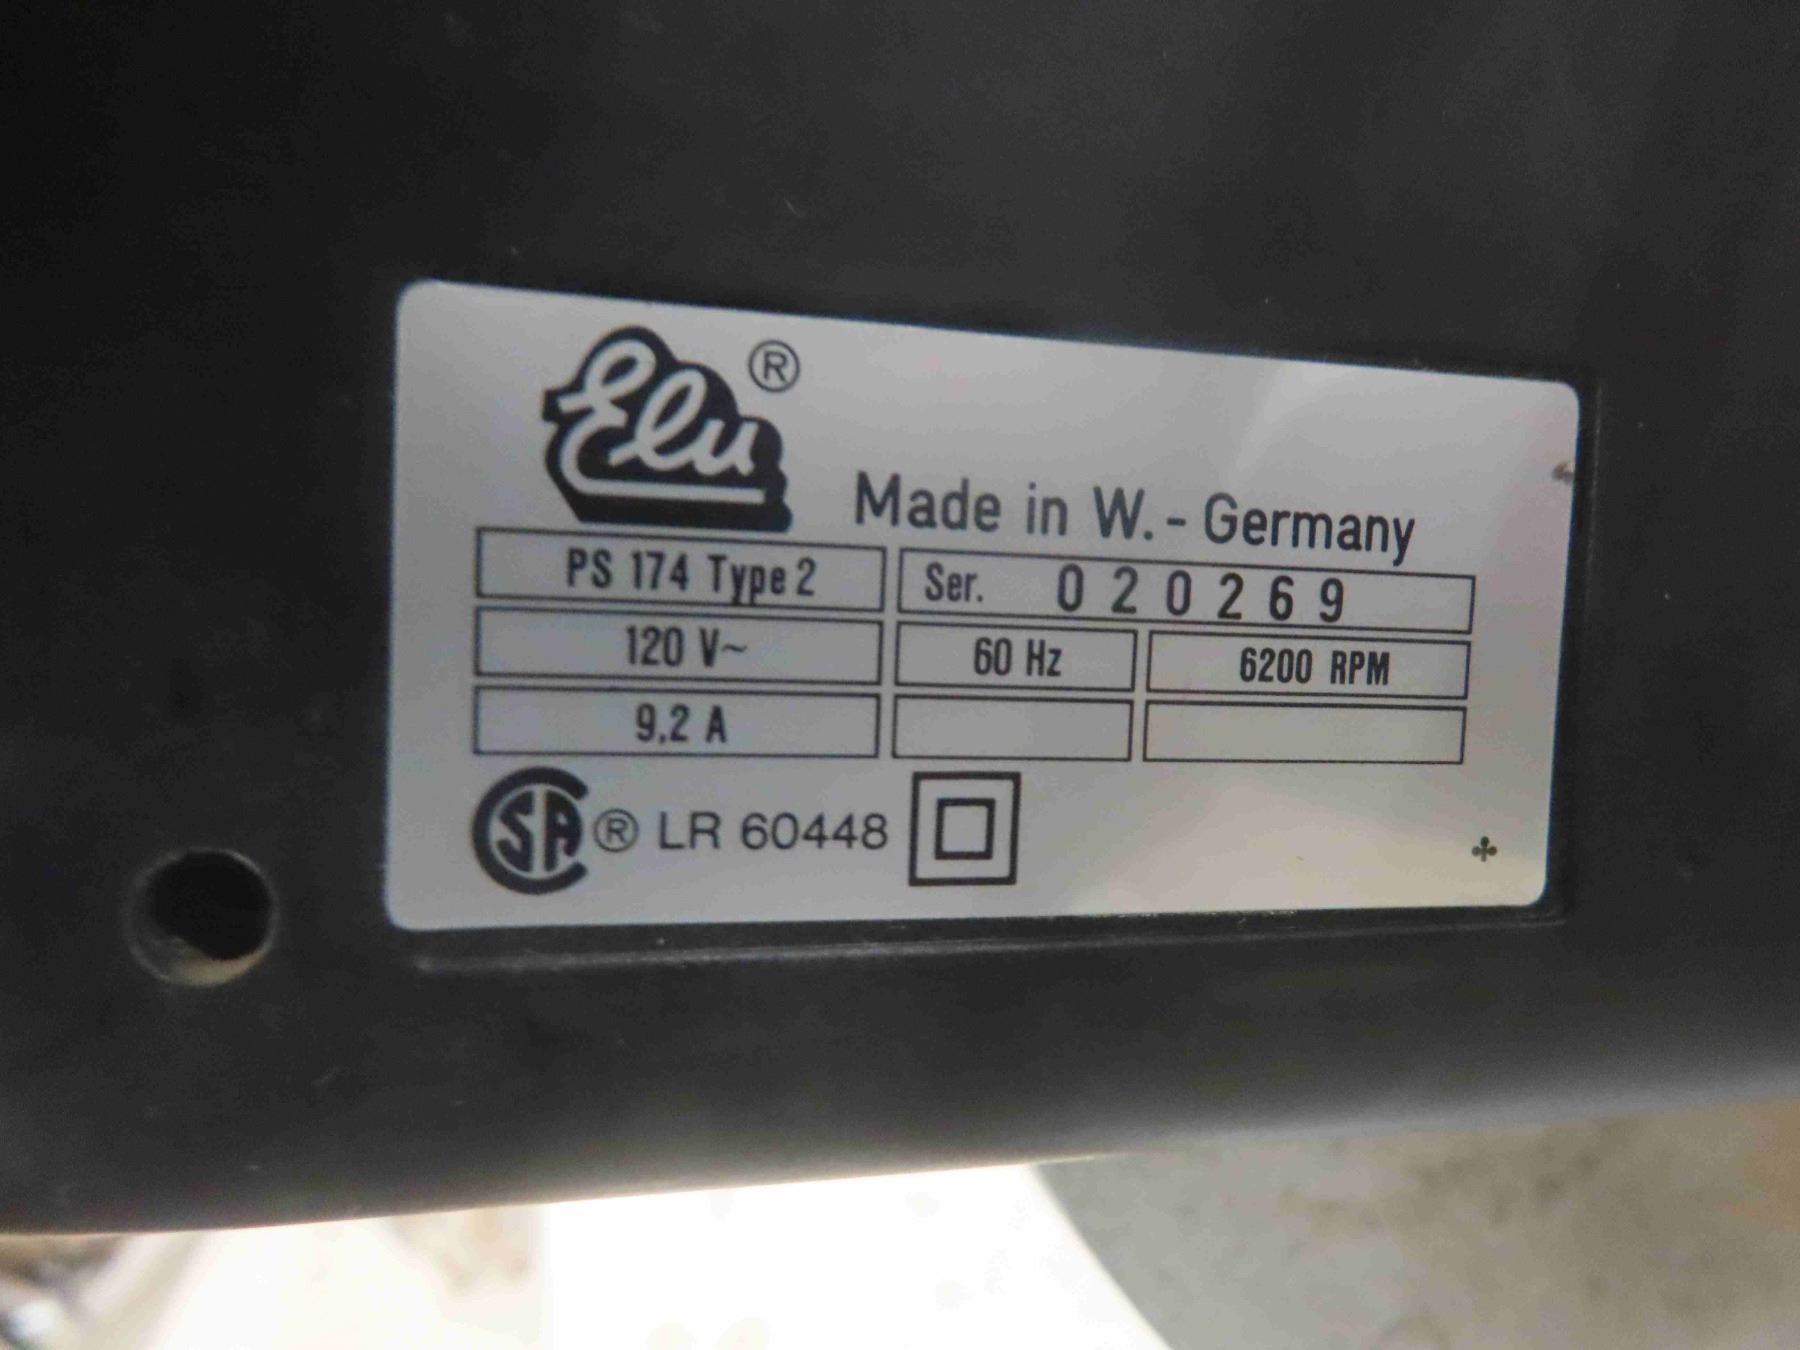 Elu ®
Made in W.-Germany
PS 174 Type 2
Ser. 020269
120 V~
60 Hz
6200 RPM
9,2 A
CSA ® LR 60448